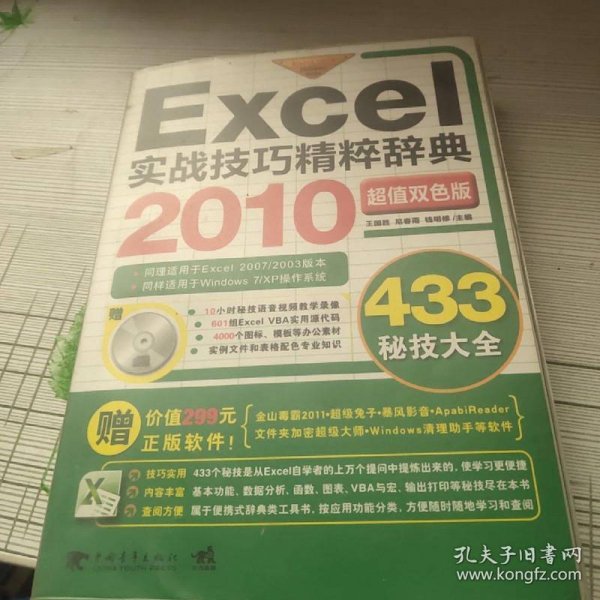 Excel
实战技巧精粹辞典
2010
超值双色版
主编
• 同理适用于Excel 2007/2003版本
• 同样适用于Windows 7/XP操作系统
赠
• 10小时秘技语音视频教学录像
• 601组Excel VBA实用源代码
• 4000个图标、模板等办公素材
• 实例文件和表格配色专业知识
433
秘技大全
赠
价值299元
正版软件！
金山毒霸2011•超级兔子•暴风影音•ApabiReader
文件夹加密超级大师•Windows清理助手等软件
技巧实用 433个秘技是从Excel自学者的上万个提问中提炼出来的，使学习更便捷
内容丰富 基本功能、数据分析、函数、图表、VBA与宏、输出打印等秘技尽在本书
查阅方便 属于便携式辞典类工具书，按应用功能分类，方便随时随地学习和查阅
中国青年出版社
CHINA YOUTH PRESS
孔夫子旧书网
www.kongfz.com